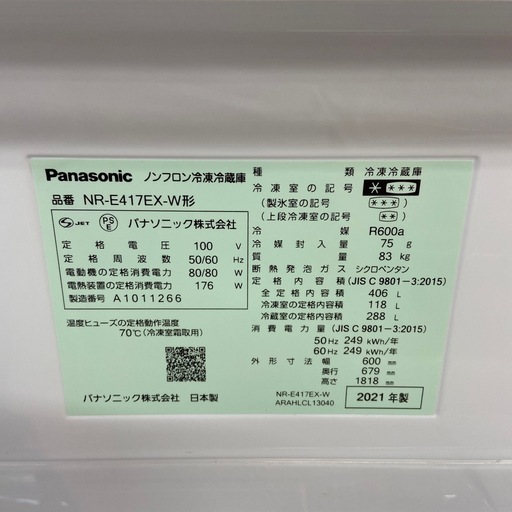 Panasonic ノンフロン冷凍冷蔵庫
品番 NR-E417EX-W形
S JET PS E パナソニック株式会社
定格電圧 100 V
定格周波数 50/60 Hz
電動機の定格消費電力 80/80 W
電熱装置の定格消費電力 176 W
製造番号 A1011266
温度ヒューズの定格動作温度
70℃(冷凍室霜取用)
パナソニック株式会社 日本製
種類 冷凍冷蔵庫
冷凍室の記号 ****
(製氷室の記号) **
(上段冷凍室の記号) **
冷媒 R600a
冷媒封入量 75 g
質量 83 kg
断熱発泡ガス シクロペンタン
定格内容積 (JIS C 9801-3:2015)
全定格内容積 406 L
冷凍室の定格内容積 118 L
冷蔵室の定格内容積 288 L
消費電力量 (JIS C 9801-3:2015)
50 Hz 249 kWh/年
60 Hz 249 kWh/年
外形寸法 幅 600 mm
奥行 679 mm
高さ 1818 mm
NR-E417EX-W
ARAHLCL13040
2021年製